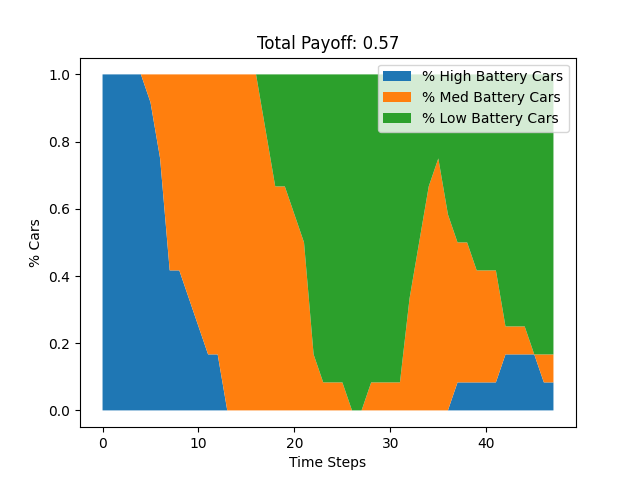 Total Payoff: 0.57
% High Battery Cars
% Med Battery Cars
% Low Battery Cars
1.0
0.8
0.6
0.4
0.2
0.0
% Cars
0 10 20 30 40
Time Steps